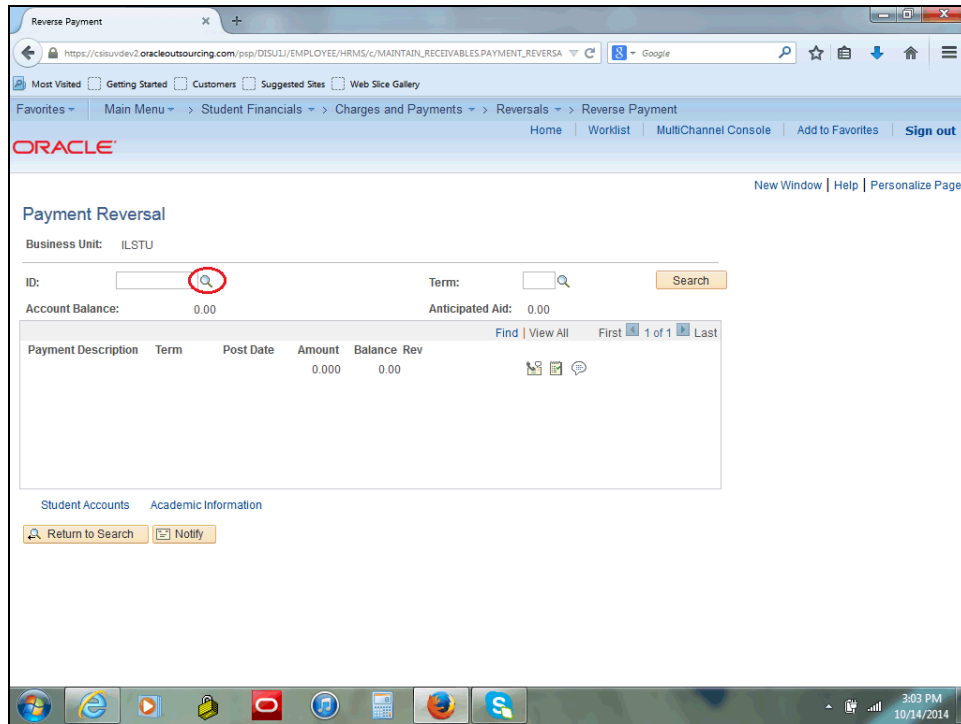 Reverse Payment
https://csisuvdev2.oracleoutsourcing.com/psp/DISU1J/EMPLOYEE/HRMS/c/MAINTAIN_RECEIVABLES.PAYMENT_REVERSA
Google
Most Visited Getting Started Customers Suggested Sites Web Slice Gallery
Favorites Main Menu > Student Financials > Charges and Payments > Reversals > Reverse Payment
Home Worklist MultiChannel Console Add to Favorites Sign out
ORACLE
New Window | Help | Personalize Page
Payment Reversal
Business Unit: ILSTU
ID: Term: Search
Account Balance: 0.00 Anticipated Aid: 0.00
Find | View All First 1 of 1 Last
Payment Description Term Post Date Amount Balance Rev
0.000 0.00
Student Accounts Academic Information
Return to Search Notify
3:03 PM
10/14/2014